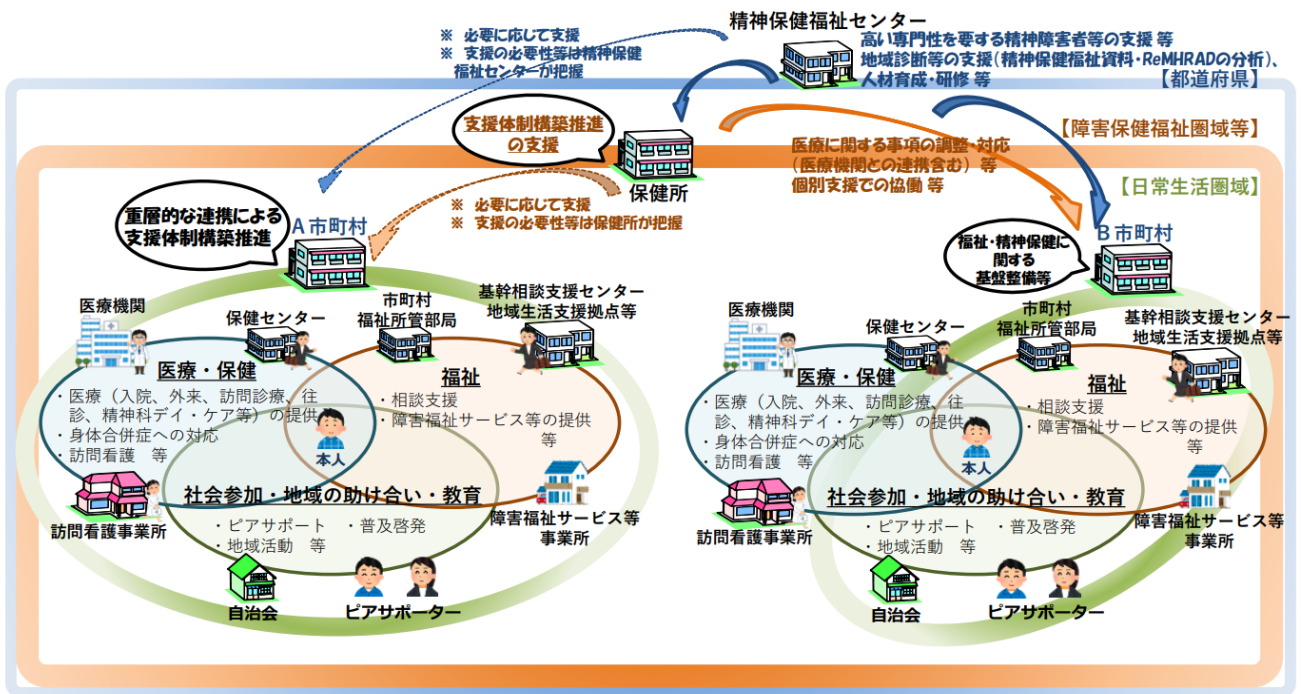 精神保健福祉センター
※ 必要に応じて支援
※ 支援の必要性等は精神保健
福祉センターが把握
高い専門性を要する精神障害者等の支援 等
地域診断等の支援(精神保健福祉資料・ReMHRADの分析)、
人材育成・研修 等
【都道府県】
支援体制構築推進
の支援
保健所
【障害保健福祉圏域等】
医療に関する事項の調整・対応
(医療機関との連携含む) 等
個別支援での協働 等
【日常生活圏域】
※ 必要に応じて支援
※ 支援の必要性等は保健所が把握
重層的な連携による
支援体制構築推進
A市町村
医療機関
保健センター
市町村
福祉所管部局
基幹相談支援センター
地域生活支援拠点等
医療・保健
・医療(入院、外来、訪問診療、往
診、精神科デイ・ケア等)の提供
・身体合併症への対応
・訪問看護 等
福祉
・相談支援
・障害福祉サービス等の提供
等
本人
社会参加・地域の助け合い・教育
・ピアサポート ・普及啓発
・地域活動 等
訪問看護事業所
障害福祉サービス等
事業所
自治会
ピアサポーター
福祉・精神保健に
関する
基盤整備等
B市町村
医療機関
保健センター
市町村
福祉所管部局
基幹相談支援センター
地域生活支援拠点等
医療・保健
・医療(入院、外来、訪問診療、往
診、精神科デイ・ケア等)の提供
・身体合併症への対応
・訪問看護 等
福祉
・相談支援
・障害福祉サービス等の提供
等
本人
社会参加・地域の助け合い・教育
・ピアサポート ・普及啓発
・地域活動 等
訪問看護事業所
障害福祉サービス等
事業所
自治会
ピアサポーター